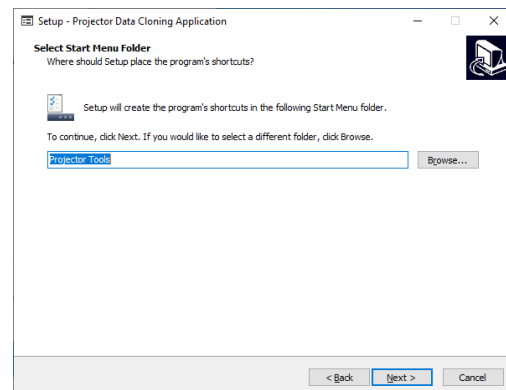 Setup - Projector Data Cloning Application
Select Start Menu Folder
Where should Setup place the program's shortcuts?
Setup will create the program's shortcuts in the following Start Menu folder.
To continue, click Next. If you would like to select a different folder, click Browse.
Projector Tools
Browse...
< Back
Next >
Cancel